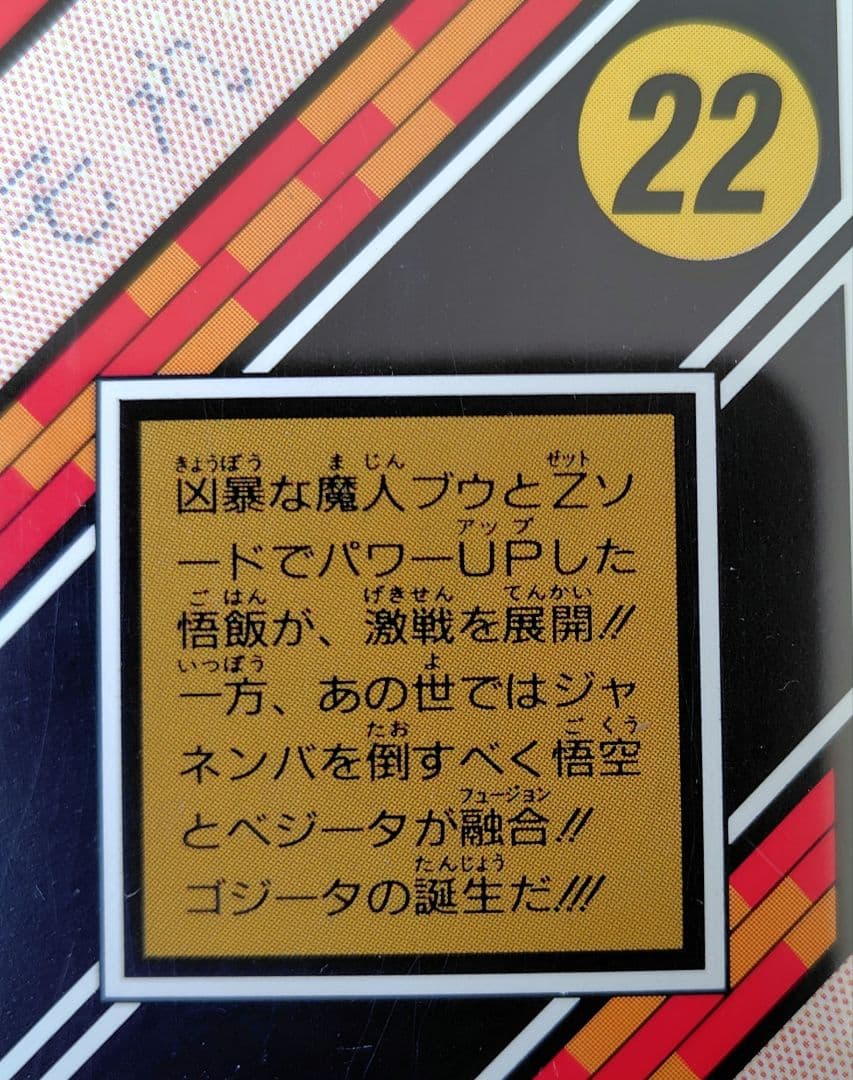 22
凶暴な魔人ブウとZソ
ードでパワーUPした
悟飯が、激戦を展開!!
一方、あの世ではジャ
ネンバを倒すべく悟空
とベジータが融合!!
ゴジータの誕生だ!!!